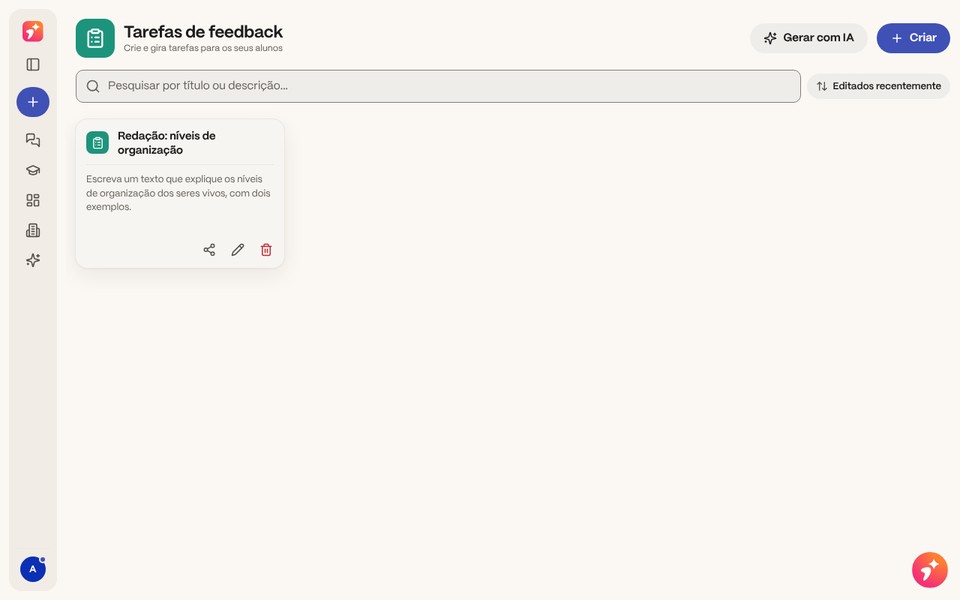 Tarefas de feedback
Crie e gira tarefas para os seus alunos
Gerar com IA
Criar
Pesquisar por título ou descrição...
Editados recentemente
Redação: níveis de
organização
Escreva um texto que explique os níveis
de organização dos seres vivos, com dois
exemplos.
A